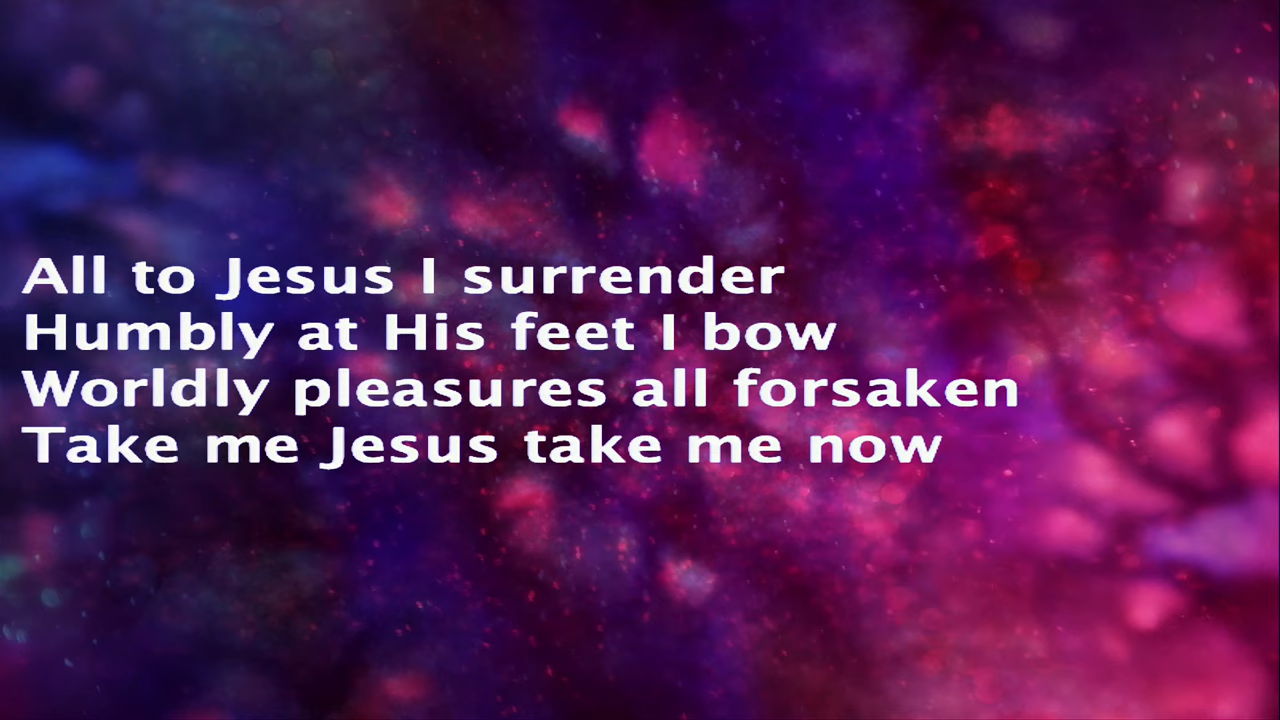 All to Jesus I surrender
Humbly at His feet I bow
Worldly pleasures all forsaken
Take me Jesus take me now